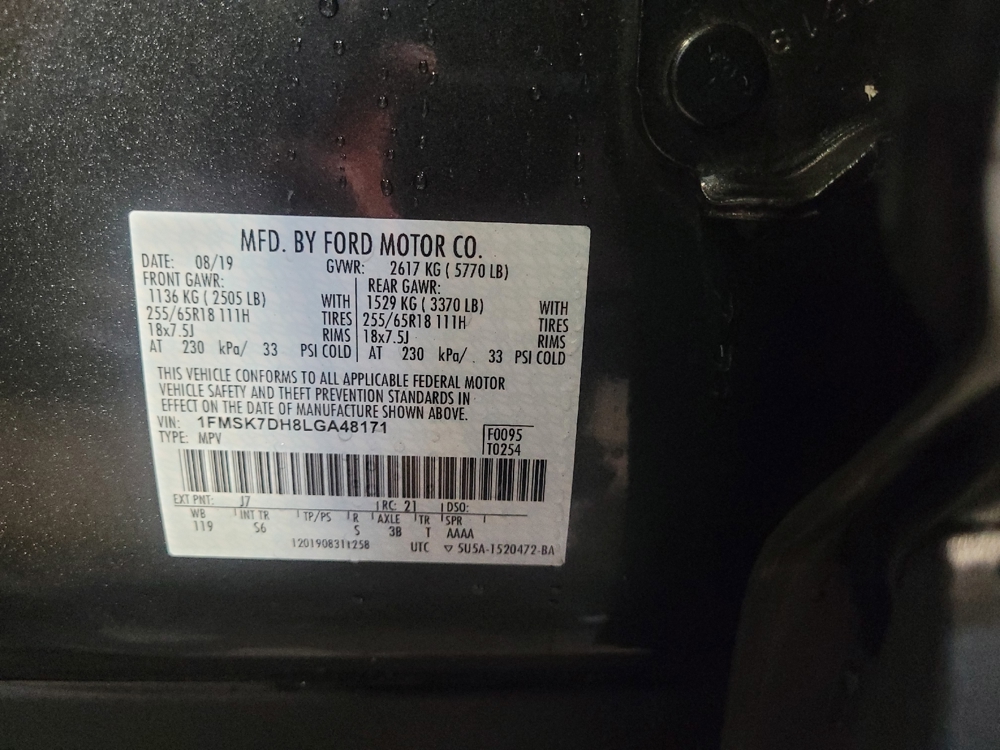 MFD. BY FORD MOTOR CO.
DATE: 08/19 GVWR: 2617 KG ( 5770 LB)
FRONT GAWR: REAR GAWR:
1136 KG ( 2505 LB) WITH 1529 KG ( 3370 LB) WITH
255/65R18 111H TIRES 255/65R18 111H TIRES
18x7.5J RIMS 18x7.5J RIMS
AT 230 kPa/ 33 PSI COLD AT 230 kPa/ 33 PSI COLD
THIS VEHICLE CONFORMS TO ALL APPLICABLE FEDERAL MOTOR
VEHICLE SAFETY AND THEFT PREVENTION STANDARDS IN
EFFECT ON THE DATE OF MANUFACTURE SHOWN ABOVE.
VIN: 1FMSK7DH8LGA48171
TYPE: MPV
F0095
T0254
EXT PNT: J7 RC: 21 DSO:
WB INT TR TP/PS R AXLE TR SPR
119 S6 5 3B T AAAA
UTC ▽ 5U5A-1520472-BA